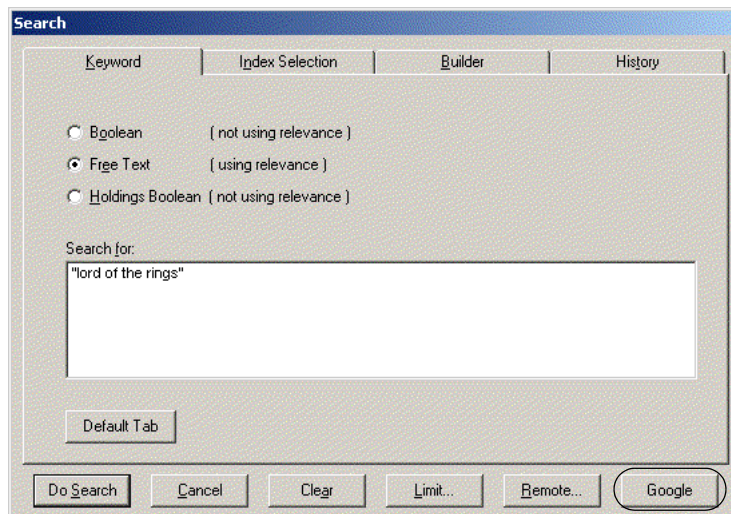 Search
Keyword Index Selection Builder History
Boolean ( not using relevance )
Free Text ( using relevance )
Holdings Boolean ( not using relevance )
Search for:
"lord of the rings"
Default Tab
Do Search Cancel Clear Limit... Remote... Google